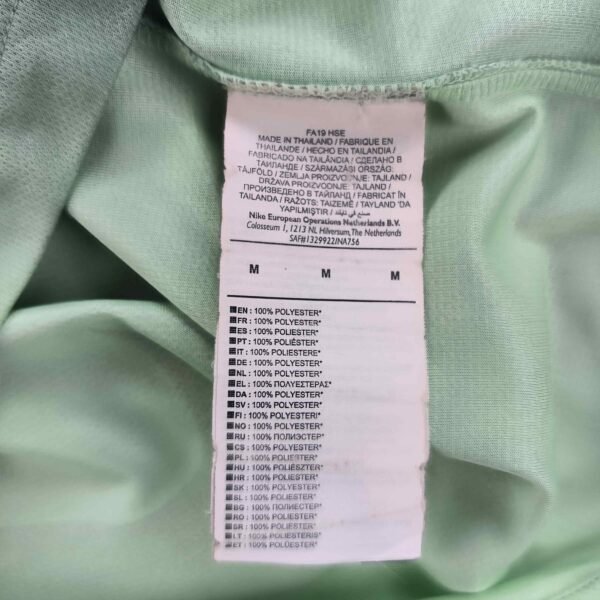 FA19 HSE
MADE IN THAILAND / FABRIQUE EN
THAILANDE / HECHO EN TAILANDIA /
FABRICADO NA TAILÂNDIA / СДЕЛАНО В
ТАИЛАНДЕ / SZÁRMAZÁSI ORSZÁG:
TÁJFÖLD / ZEMLJA PROIZVODNJE: TAJLAND /
DRŽAVA PROIZVODNJE: TAJLAND /
ПРОИЗВЕДЕНО В ТАЙЛАНД / FABRICAT ÎN
TAILANDA / RAŽOTS: TAIZEMĒ / TAYLAND 'DA
YAPILMIŞTIR / صنع في تايلند
Nike European Operations Netherlands B.V.
Colosseum 1, 1213 NL Hilversum, The Netherlands
SAF#1329922/NA756
M M M
EN : 100% POLYESTER*
FR : 100% POLYESTER*
ES : 100% POLIÉSTER*
PT : 100% POLIÉSTER*
IT : 100% POLIESTERE*
DE : 100% POLYESTER*
NL : 100% POLYESTER*
EL : 100% ΠΟΛΥΕΣΤΕΡΑΣ*
DA : 100% POLYESTER*
SV : 100% POLYESTER*
FI : 100% POLYESTERI*
NO : 100% POLYESTER*
RU : 100% ПОЛИЭСТЕР*
CS : 100% POLYESTER*
PL : 100% POLIESTER*
HU : 100% POLIÉSZTER*
HR : 100% POLIESTER*
SK : 100% POLYESTER*
SL : 100% POLIESTER*
BG : 100% ПОЛИЕСТЕР*
RO : 100% POLIESTER*
SR : 100% POLIESTER*
LT : 100% POLIESTERIS*
ET : 100% POLÜESTER*